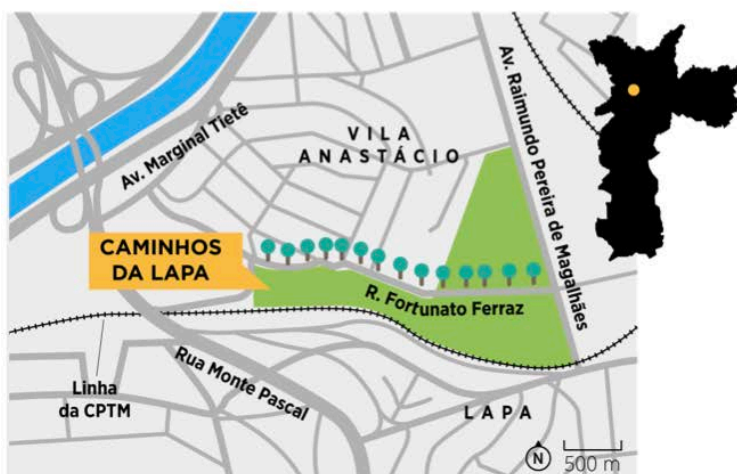 Av. Marginal Tietê
VILA
ANASTÁCIO
Av. Raimundo Pereira de Magalhães
CAMINHOS
DA LAPA
R. Fortunato Ferraz
Linha
da CPTM
Rua Monte Pascal
LAPA
N
500 m